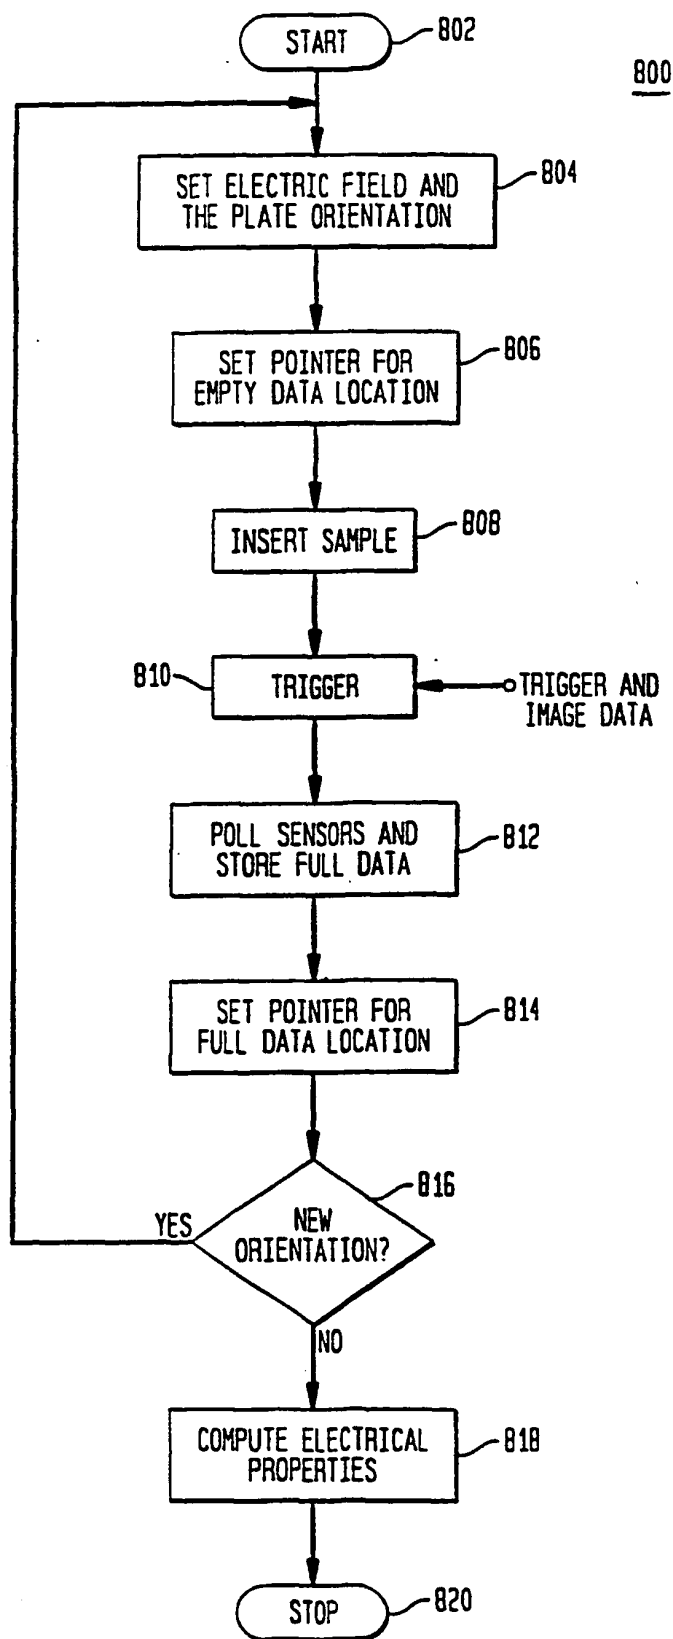 START
802
800
SET ELECTRIC FIELD AND
THE PLATE ORIENTATION
804
SET POINTER FOR
EMPTY DATA LOCATION
806
INSERT SAMPLE
808
810
TRIGGER
TRIGGER AND
IMAGE DATA
POLL SENSORS AND
STORE FULL DATA
812
SET POINTER FOR
FULL DATA LOCATION
814
816
YES
NEW
ORIENTATION?
NO
COMPUTE ELECTRICAL
PROPERTIES
818
STOP
820